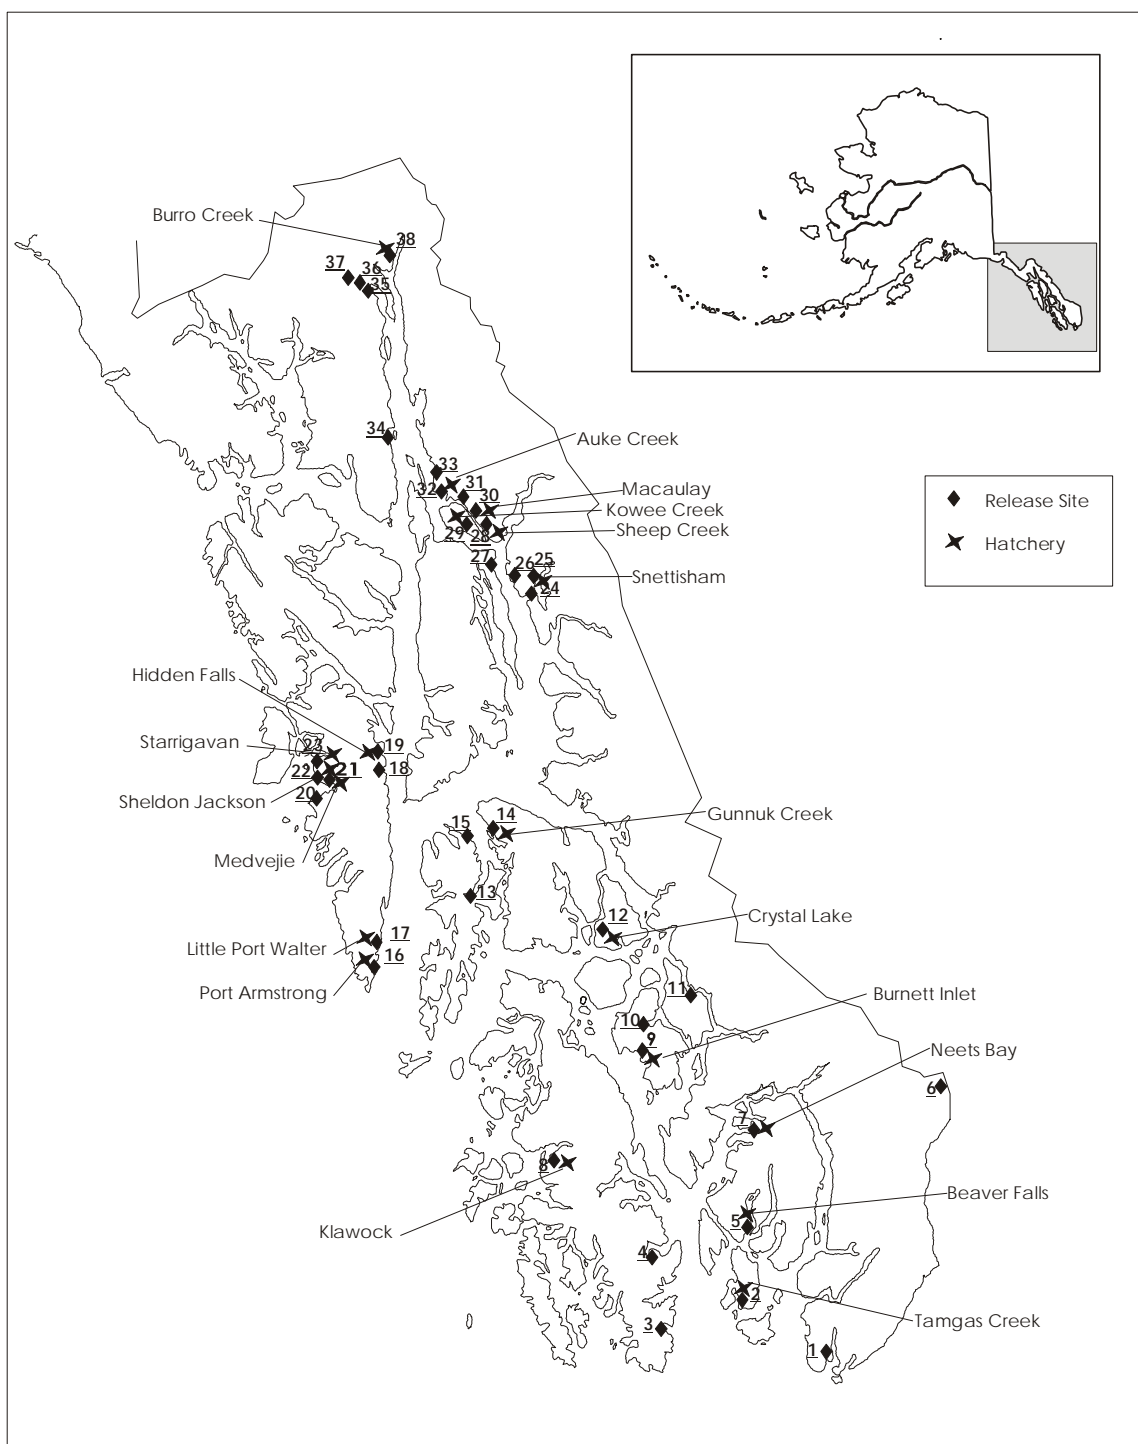 Burro Creek
38
37
36
35
34
Auke Creek
33
31
Macaulay
32
30
Kowee Creek
Sheep Creek
29
28
27
26
25
Snettisham
24
Release Site
Hatchery
Hidden Falls
Starrigavan
23
19
22
21
18
Sheldon Jackson
20
Medvejie
15
14
Gunnuk Creek
13
12
Crystal Lake
17
Little Port Walter
16
Port Armstrong
11
Burnett Inlet
10
9
Neets Bay
6
7
8
Beaver Falls
Klawock
5
4
2
Tamgas Creek
3
1